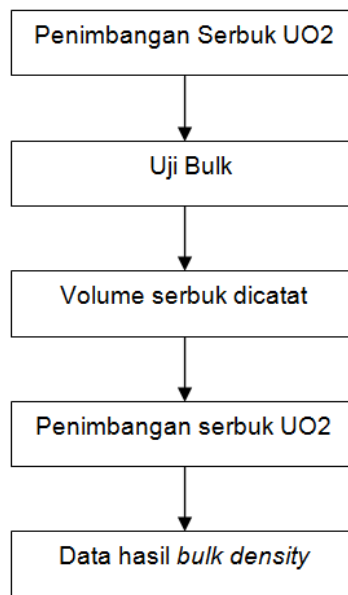 Penimbangan Serbuk UO2
Uji Bulk
Volume serbuk dicatat
Penimbangan serbuk UO2
Data hasil bulk density